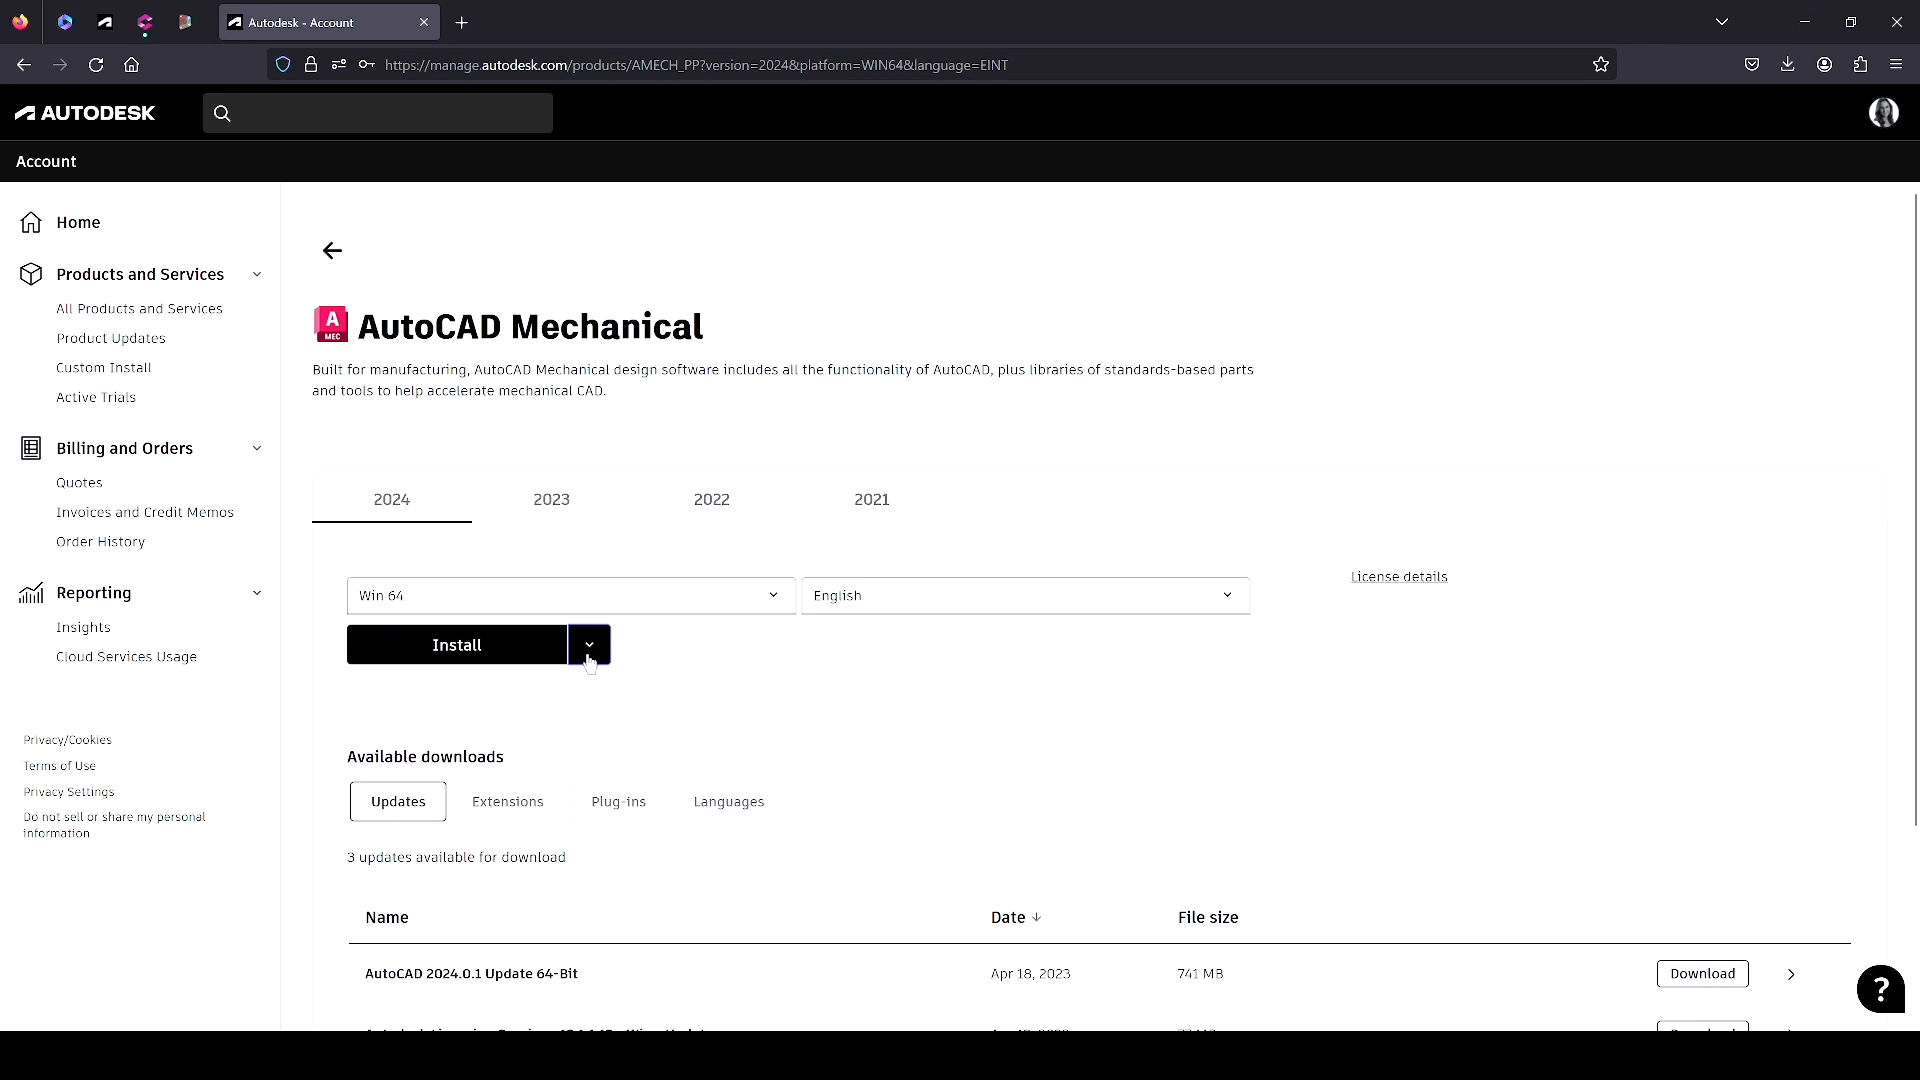 Autodesk - Account
https://manage.autodesk.com/products/AMECH_PP?version=2024&platform=WIN64&language=EINT
AUTODESK
Account
Home
Products and Services
All Products and Services
Product Updates
Custom Install
Active Trials
Billing and Orders
Quotes
Invoices and Credit Memos
Order History
Reporting
Insights
Cloud Services Usage
Privacy/Cookies
Terms of Use
Privacy Settings
Do not sell or share my personal
information
A
MEC
AutoCAD Mechanical
Built for manufacturing, AutoCAD Mechanical design software includes all the functionality of AutoCAD, plus libraries of standards-based parts
and tools to help accelerate mechanical CAD.
2024 2023 2022 2021
Win 64 English
License details
Install
Available downloads
Updates Extensions Plug-ins Languages
3 updates available for download
Name Date File size
AutoCAD 2024.0.1 Update 64-Bit Apr 18, 2023 741 MB Download
?